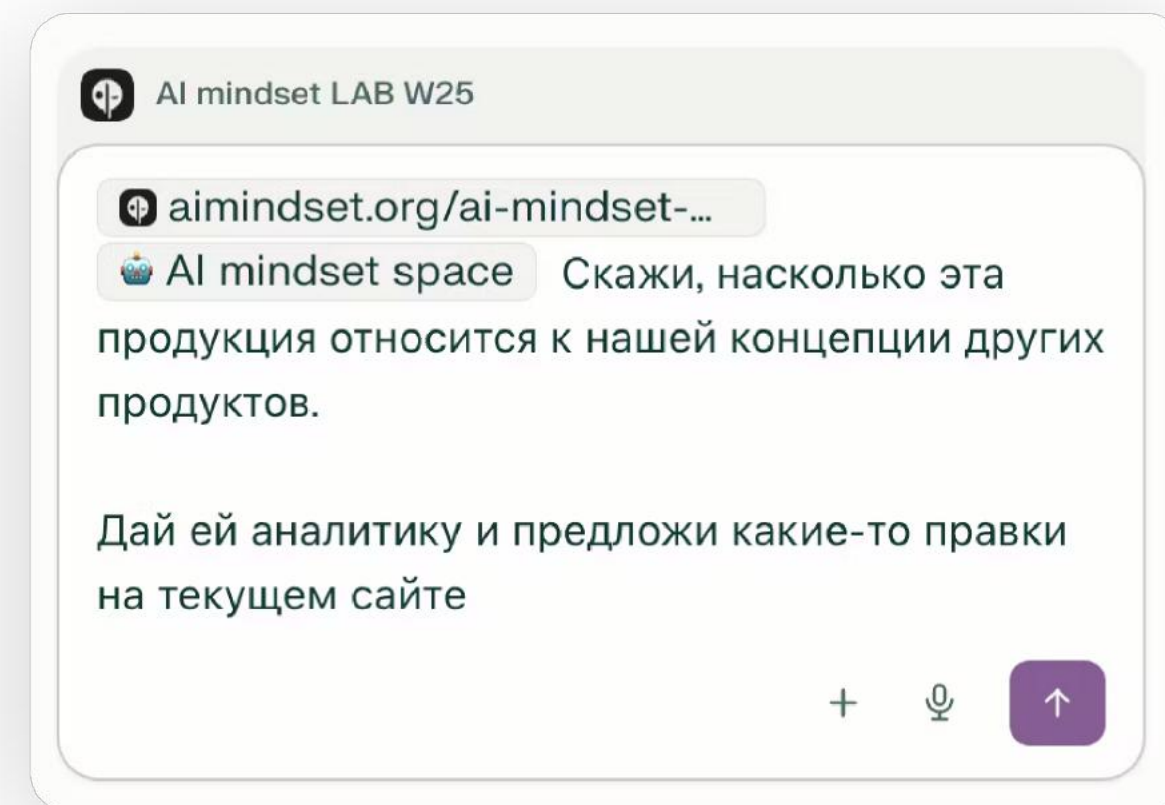 AI mindset LAB W25
aimindset.org/ai-mindset-...
AI mindset space Скажи, насколько эта
продукция относится к нашей концепции других
продуктов.
Дай ей аналитику и предложи какие-то правки
на текущем сайте